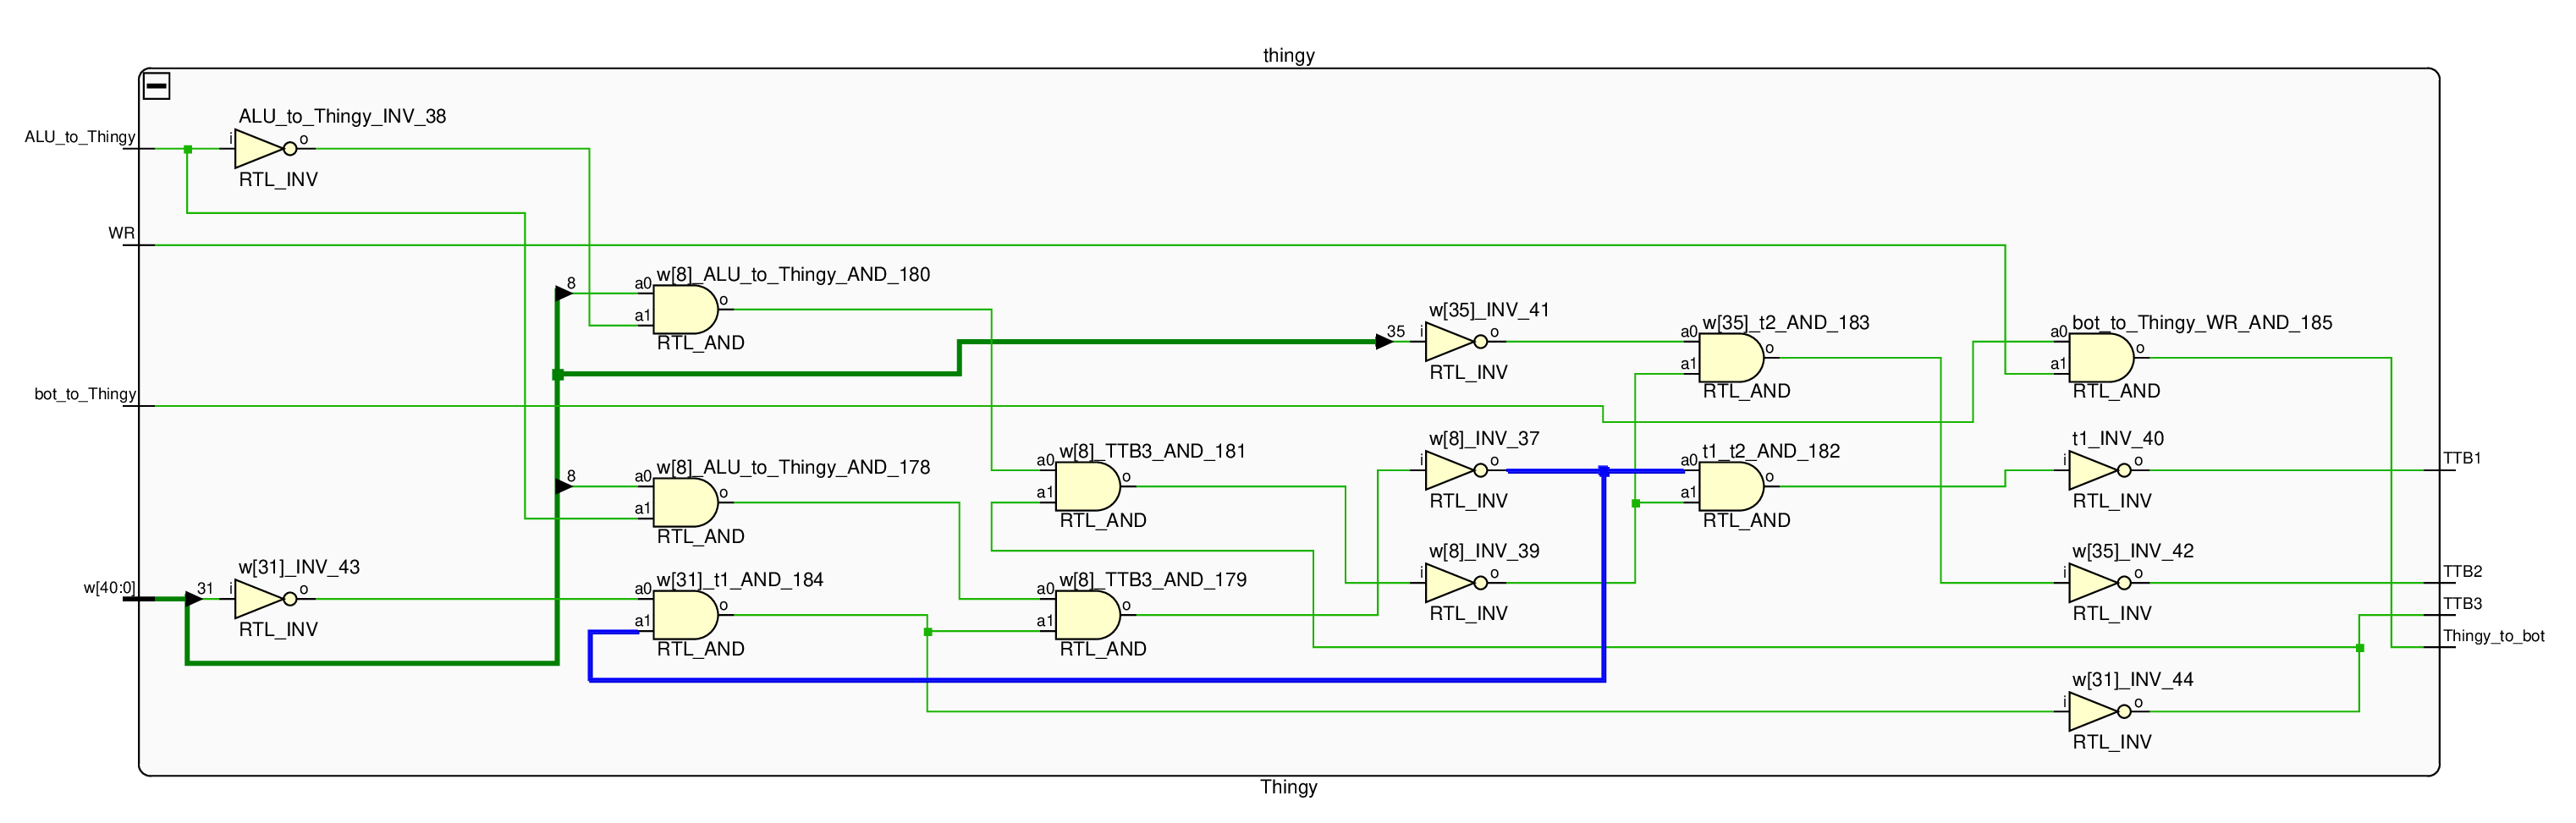 thingy
ALU_to_Thingy
ALU_to_Thingy_INV_38
i
o
RTL_INV
WR
w[8]_ALU_to_Thingy_AND_180
8
a0
a1
o
RTL_AND
w[35]_INV_41
35
i
o
RTL_INV
w[35]_t2_AND_183
a0
a1
o
RTL_AND
bot_to_Thingy_WR_AND_185
a0
a1
o
RTL_AND
bot_to_Thingy
w[8]_ALU_to_Thingy_AND_178
8
a0
a1
o
RTL_AND
w[8]_TTB3_AND_181
a0
a1
o
RTL_AND
w[8]_INV_37
i
o
RTL_INV
t1_t2_AND_182
a0
a1
o
RTL_AND
t1_INV_40
i
o
RTL_INV
TTB1
w[40:0]
31
w[31]_INV_43
i
o
RTL_INV
w[31]_t1_AND_184
a0
a1
o
RTL_AND
w[8]_TTB3_AND_179
a0
a1
o
RTL_AND
w[8]_INV_39
i
o
RTL_INV
w[35]_INV_42
i
o
RTL_INV
TTB2
TTB3
Thingy_to_bot
w[31]_INV_44
i
o
RTL_INV
Thingy